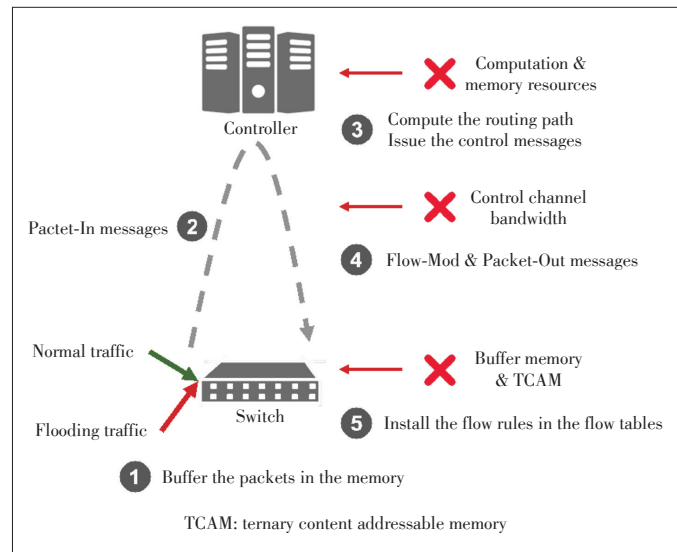 Computation &
memory resources
Controller
3 Compute the routing path
Issue the control messages
Pactet-In messages 2
Control channel
bandwidth
4 Flow-Mod & Packet-Out messages
Normal traffic
Buffer memory
& TCAM
Switch
Flooding traffic
5 Install the flow rules in the flow tables
1 Buffer the packets in the memory
TCAM: ternary content addressable memory